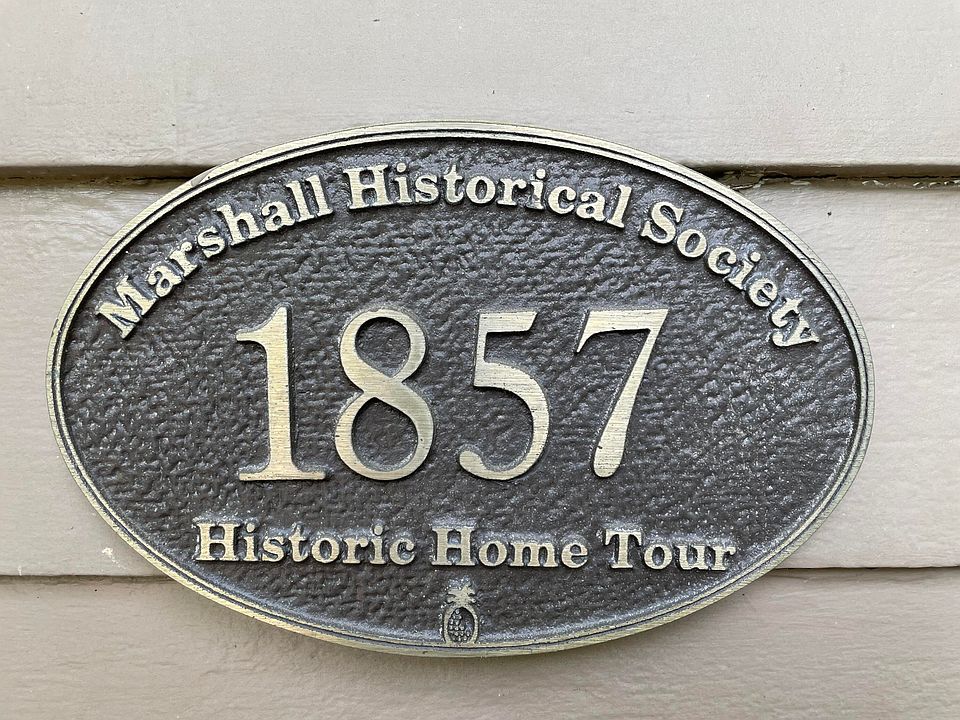 Marshall Historical Society
1857
Historic Home Tour